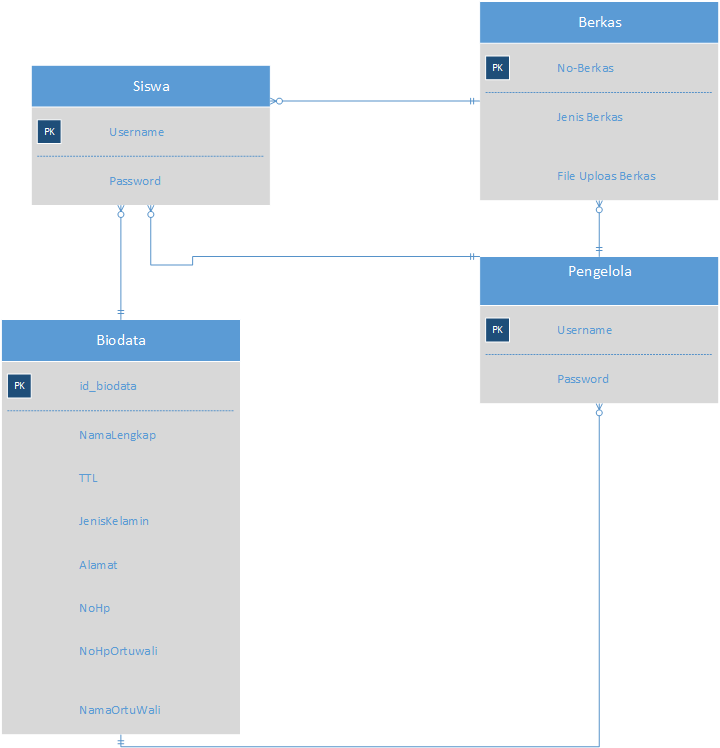 Siswa
PK
Username
Password
Berkas
PK
No-Berkas
Jenis Berkas
File Uploas Berkas
Biodata
PK
id_biodata
NamaLengkap
TTL
JenisKelamin
Alamat
NoHp
NoHpOrtuwali
NamaOrtuWali
Pengelola
PK
Username
Password